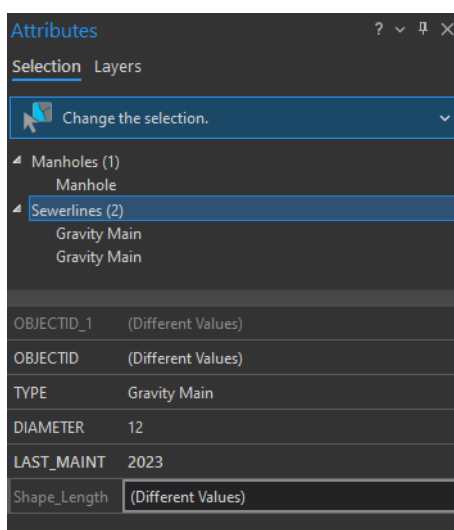 Attributes ?
Selection Layers
Change the selection.
Manholes (1)
Manhole
Sewerlines (2)
Gravity Main
Gravity Main
OBJECTID_1 (Different Values)
OBJECTID (Different Values)
TYPE Gravity Main
DIAMETER 12
LAST_MAINT 2023
Shape_Length (Different Values)